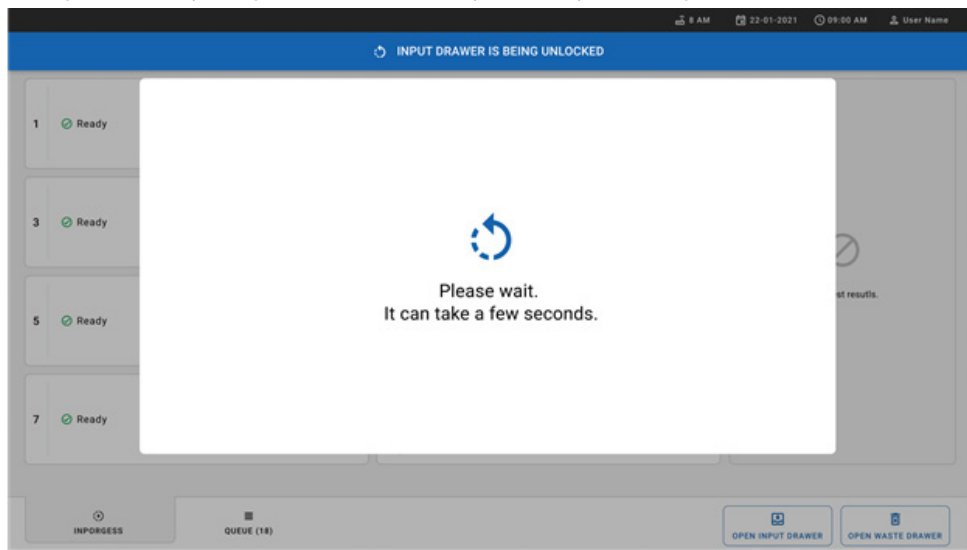 8 AM 22-01-2021 09:00 AM User Name
INPUT DRAWER IS BEING UNLOCKED
1 Ready
3 Ready
Please wait.
It can take a few seconds.
st resutls.
5 Ready
7 Ready
INPORGESS
QUEUE (18)
OPEN INPUT DRAWER
OPEN WASTE DRAWER